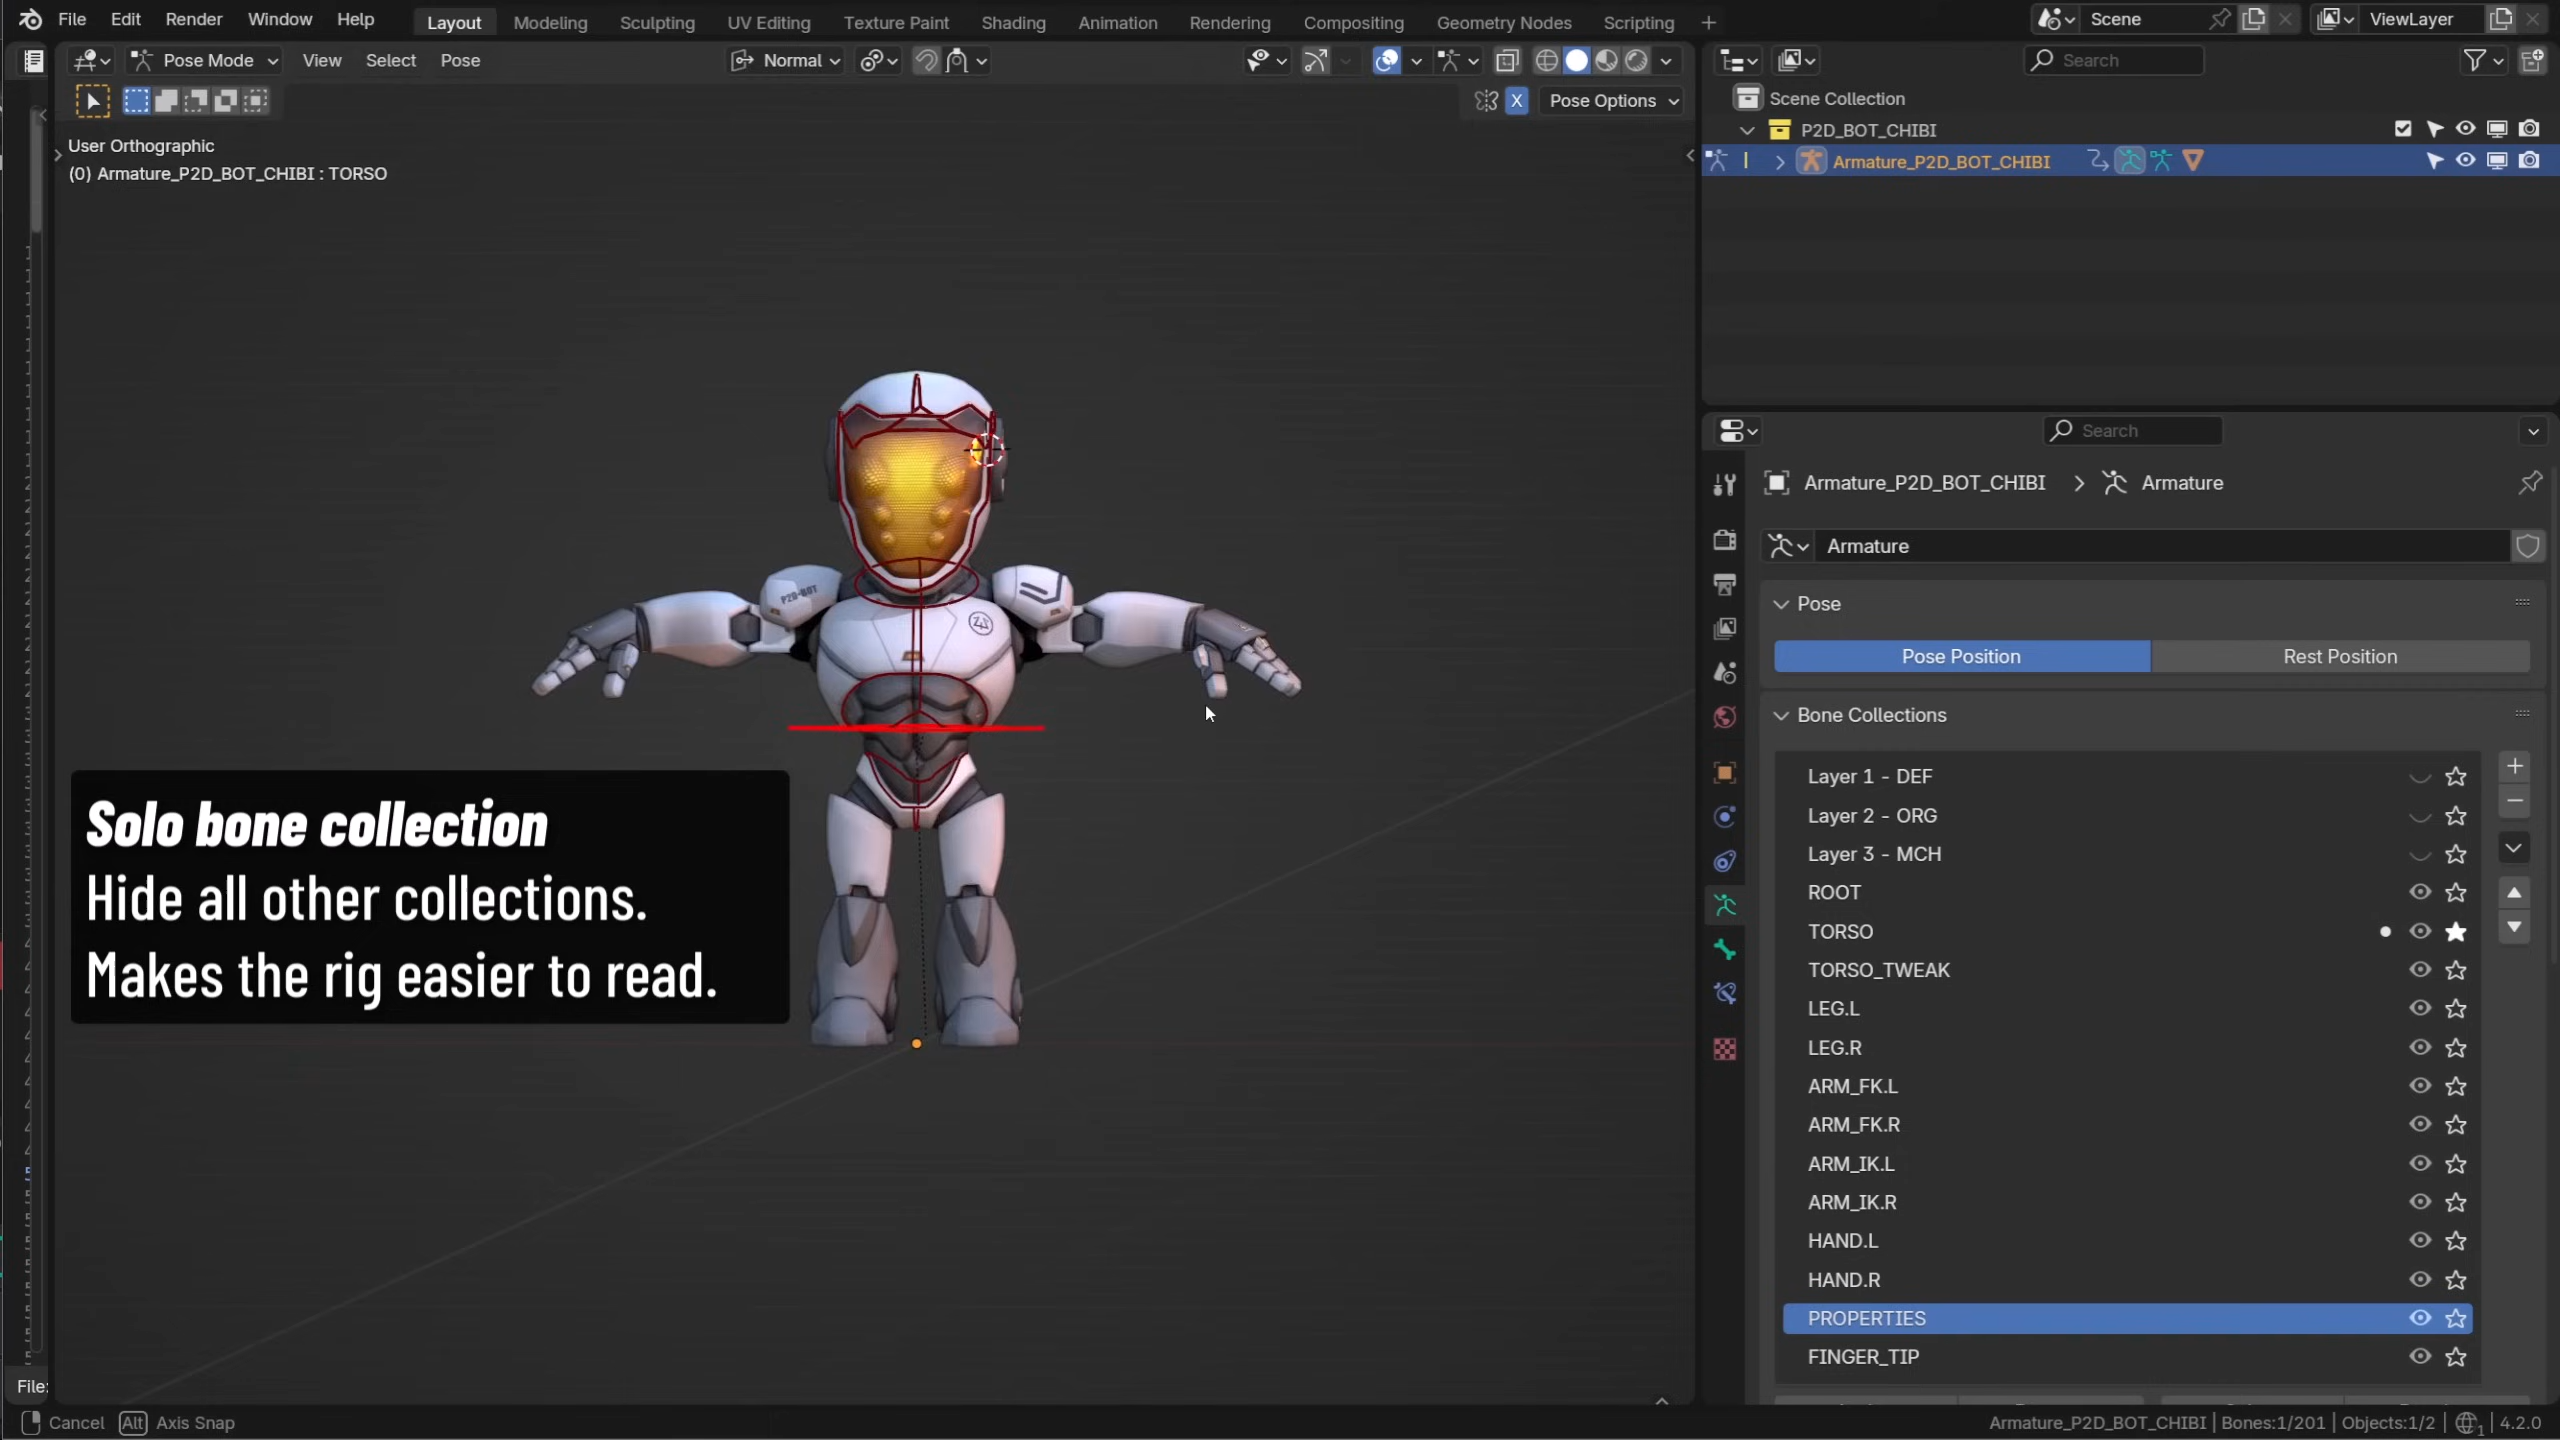 File Edit Render Window Help Layout Modeling Sculpting UV Editing Texture Paint Shading Animation Rendering Compositing Geometry Nodes Scripting + Scene ViewLayer
Pose Mode View Select Pose Normal
X Pose Options
User Orthographic
(0) Armature_P2D_BOT_CHIBI : TORSO
P2D-BOT
Solo bone collection
Hide all other collections.
Makes the rig easier to read.
File:
Cancel Alt Axis Snap
Search
Scene Collection
P2D_BOT_CHIBI
Armature_P2D_BOT_CHIBI
Search
Armature_P2D_BOT_CHIBI > Armature
Armature
Pose
Pose Position Rest Position
Bone Collections
Layer 1 - DEF
Layer 2 - ORG
Layer 3 - MCH
ROOT
TORSO
TORSO_TWEAK
LEG.L
LEG.R
ARM_FK.L
ARM_FK.R
ARM_IK.L
ARM_IK.R
HAND.L
HAND.R
PROPERTIES
FINGER_TIP
Armature_P2D_BOT_CHIBI | Bones:1/201 | Objects:1/2 | 4.2.0